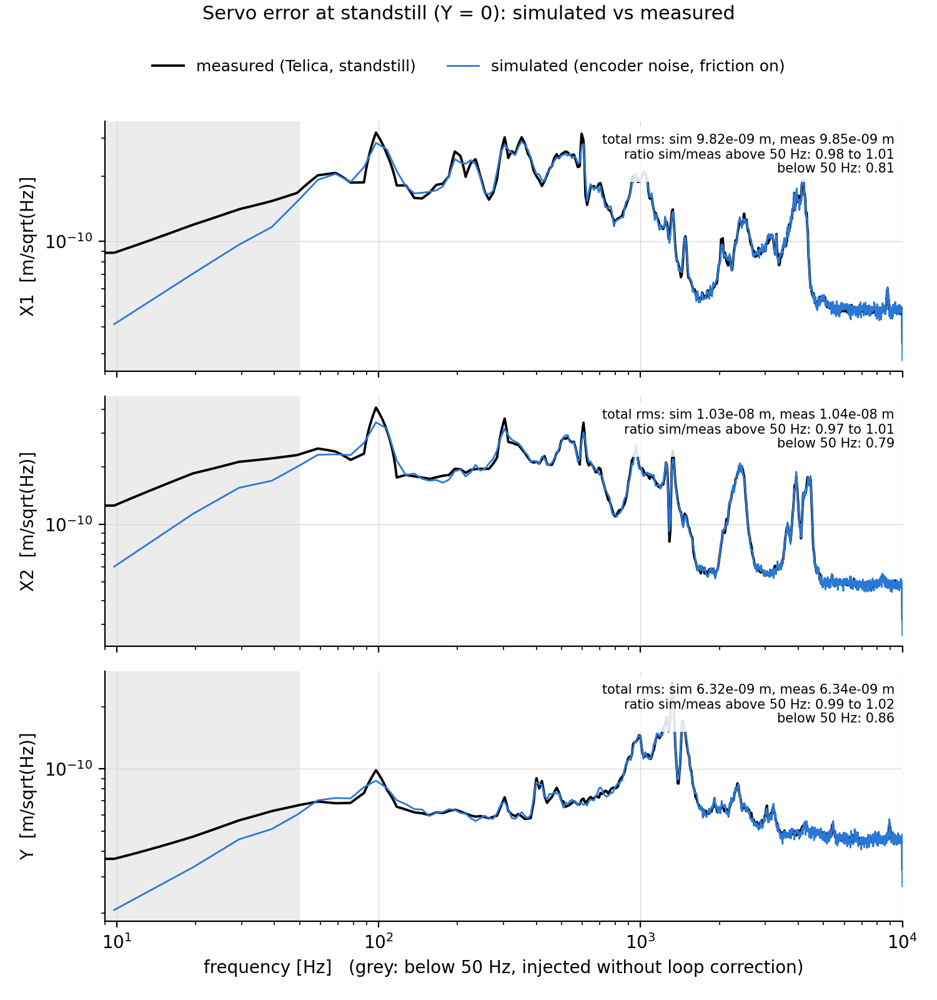 Servo error at standstill (Y = 0): simulated vs measured
measured (Telica, standstill)
simulated (encoder noise, friction on)
total rms: sim 9.82e-09 m, meas 9.85e-09 m
ratio sim/meas above 50 Hz: 0.98 to 1.01
below 50 Hz: 0.81
X1 [m/sqrt(Hz)]
10⁻¹⁰
total rms: sim 1.03e-08 m, meas 1.04e-08 m
ratio sim/meas above 50 Hz: 0.97 to 1.01
below 50 Hz: 0.79
X2 [m/sqrt(Hz)]
10⁻¹⁰
total rms: sim 6.32e-09 m, meas 6.34e-09 m
ratio sim/meas above 50 Hz: 0.99 to 1.02
below 50 Hz: 0.86
Y [m/sqrt(Hz)]
10⁻¹⁰
10¹ 10² 10³ 10⁴
frequency [Hz] (grey: below 50 Hz, injected without loop correction)